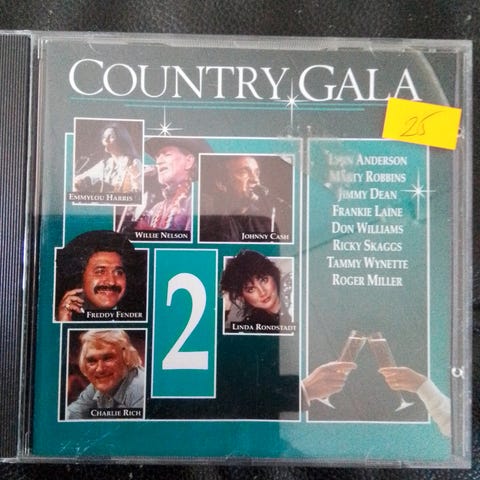 COUNTRY GALA
25
EMMYLOU HARRIS
WILLIE NELSON
JOHNNY CASH
FREDDY FENDER
2
LINDA RONDSTADT
CHARLIE RICH
LYNN ANDERSON
MARTY ROBBINS
JIMMY DEAN
FRANKIE LAINE
DON WILLIAMS
RICKY SKAGGS
TAMMY WYNETTE
ROGER MILLER